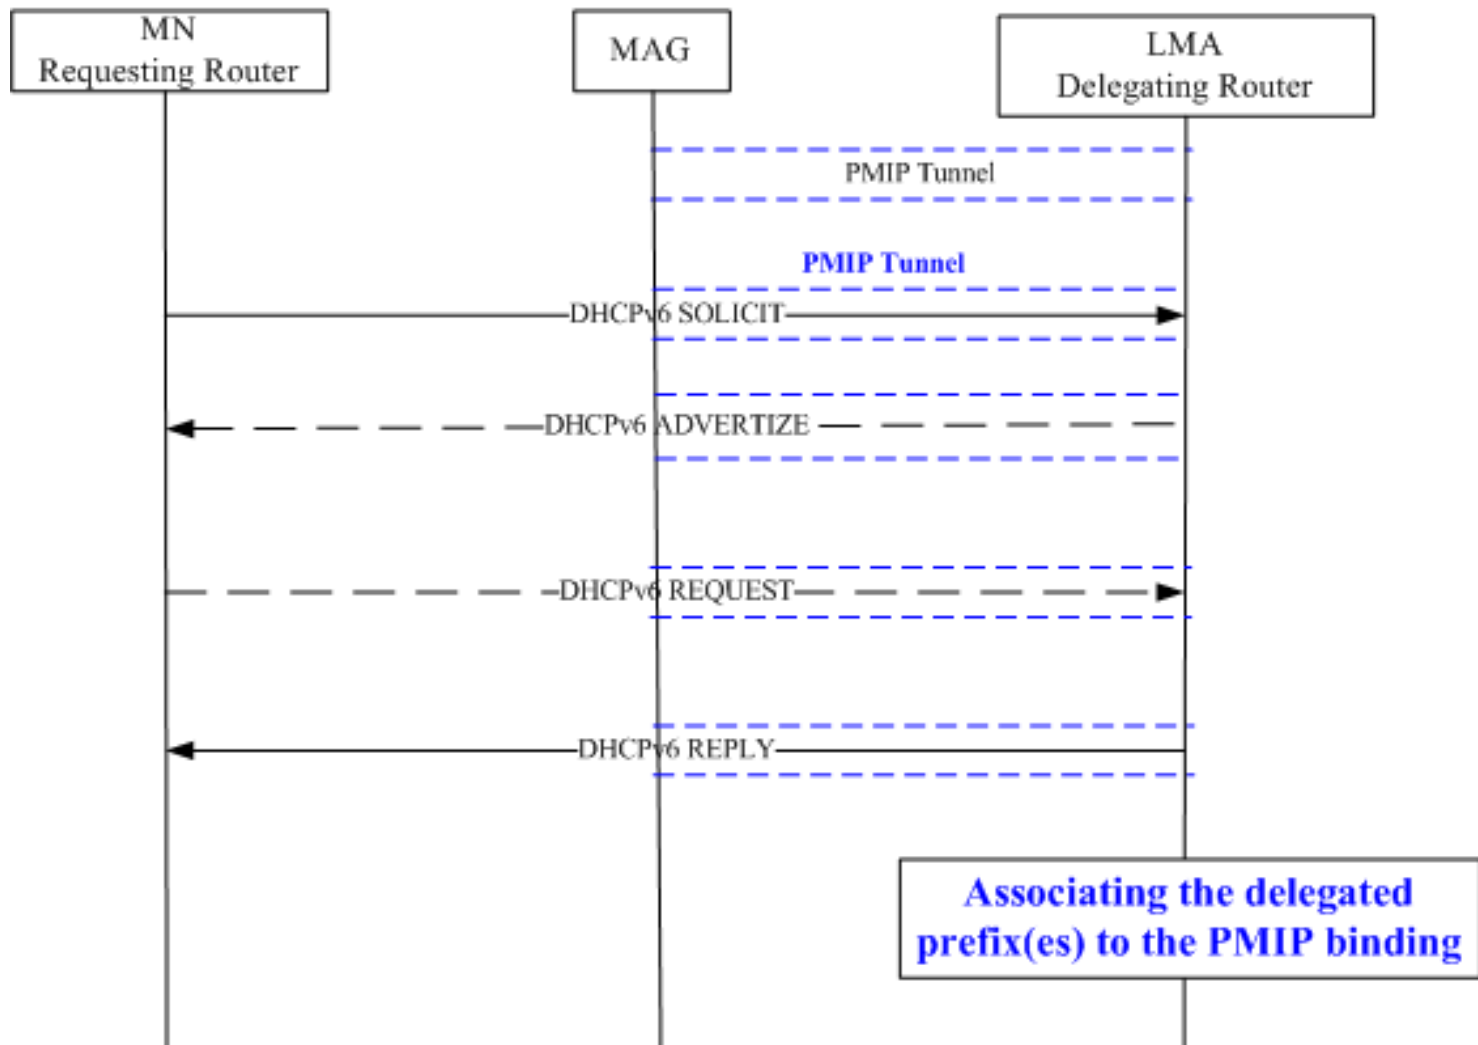 MN
Requesting Router
MAG
LMA
Delegating Router
PMIP Tunnel
PMIP Tunnel
DHCPv6 SOLICIT
DHCPv6 ADVERTIZE
DHCPv6 REQUEST
DHCPv6 REPLY
Associating the delegated
prefix(es) to the PMIP binding